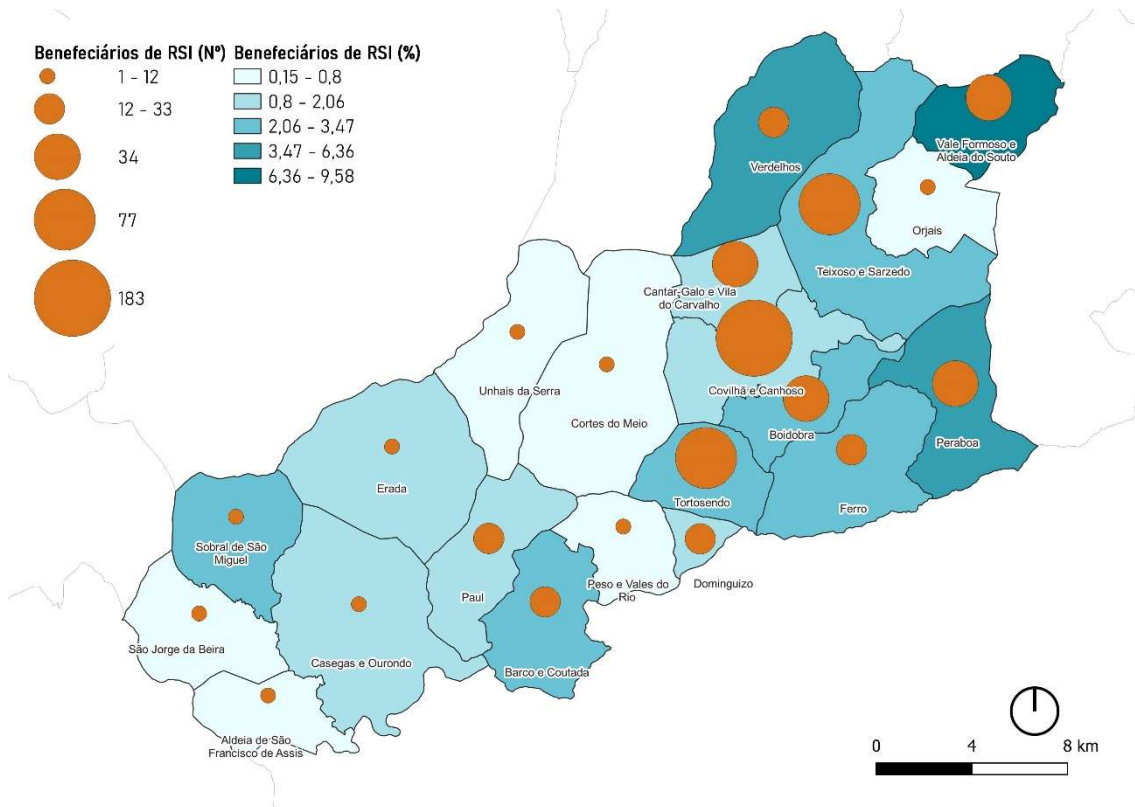 Benefeciários de RSI (Nº)
1 - 12
12 - 33
34
77
183
Benefeciários de RSI (%)
0,15 - 0,8
0,8 - 2,06
2,06 - 3,47
3,47 - 6,36
6,36 - 9,58
Vale Formoso e
Aldeia do Souto
Verdelhos
Orjais
Teixoso e Sarzedo
Cantar-Galo e Vila
do Carvalho
Unhais da Serra
Covilhã e Canhoso
Cortes do Meio
Boidobra
Peraboa
Erada
Tortosendo
Ferro
Sobral de São
Miguel
Paul
Peso e Vales do
Rio
Dominguizo
São Jorge da Beira
Casegas e Ourondo
Barco e Coutada
Aldeia de São
Francisco de Assis
0 4 8 km